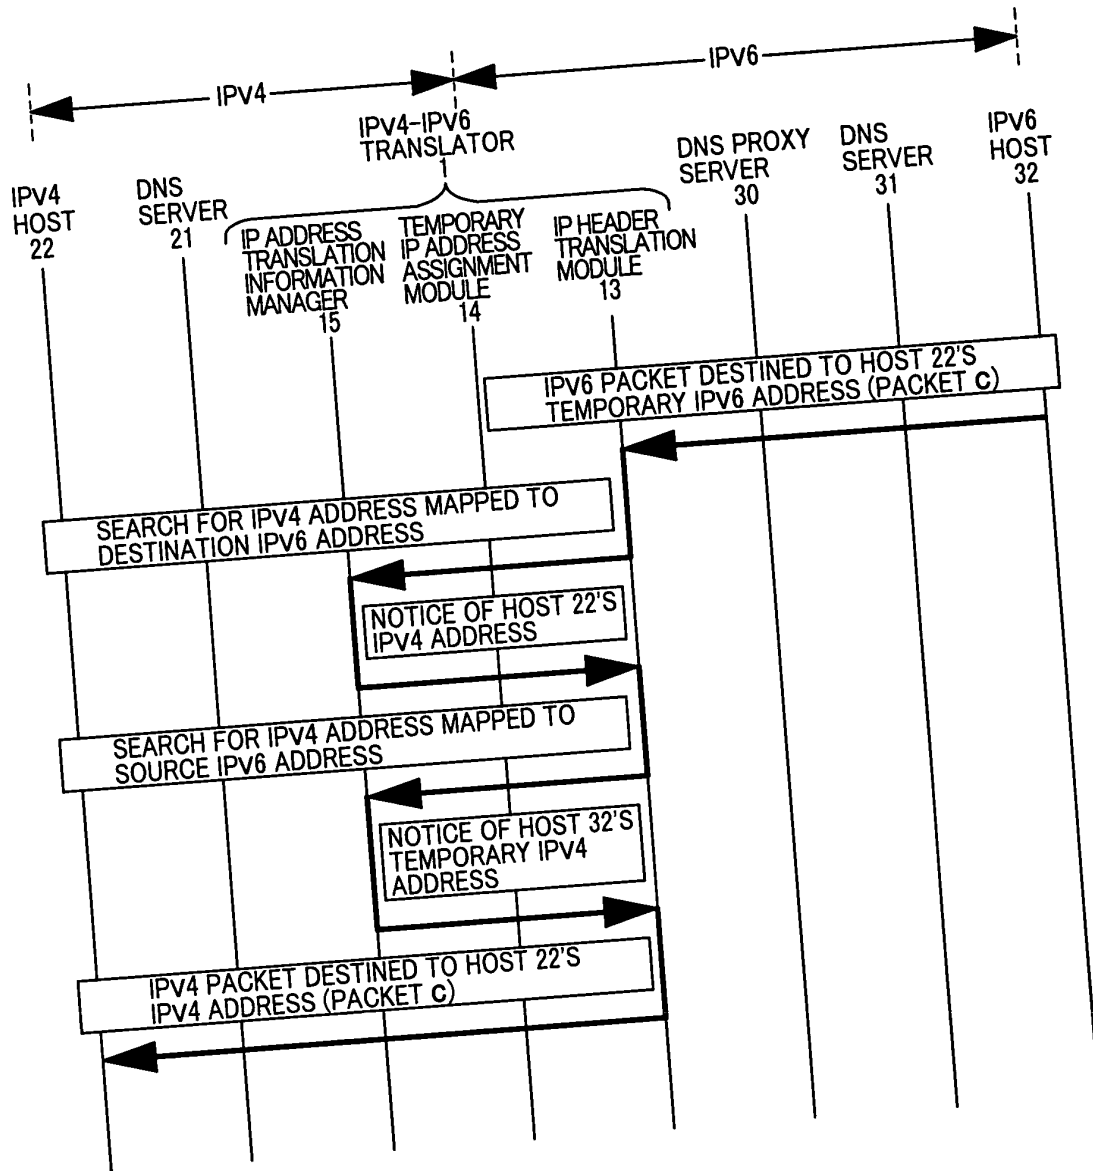 IPV4
IPV6
IPV4-IPV6
TRANSLATOR
1
IPV4
HOST
22
DNS
SERVER
21
IP ADDRESS
TRANSLATION
INFORMATION
MANAGER
15
TEMPORARY
IP ADDRESS
ASSIGNMENT
MODULE
14
IP HEADER
TRANSLATION
MODULE
13
DNS PROXY
SERVER
30
DNS
SERVER
31
IPV6
HOST
32
IPV6 PACKET DESTINED TO HOST 22'S
TEMPORARY IPV6 ADDRESS (PACKET C)
SEARCH FOR IPV4 ADDRESS MAPPED TO
DESTINATION IPV6 ADDRESS
NOTICE OF HOST 22'S
IPV4 ADDRESS
SEARCH FOR IPV4 ADDRESS MAPPED TO
SOURCE IPV6 ADDRESS
NOTICE OF HOST 32'S
TEMPORARY IPV4
ADDRESS
IPV4 PACKET DESTINED TO HOST 22'S
IPV4 ADDRESS (PACKET C)